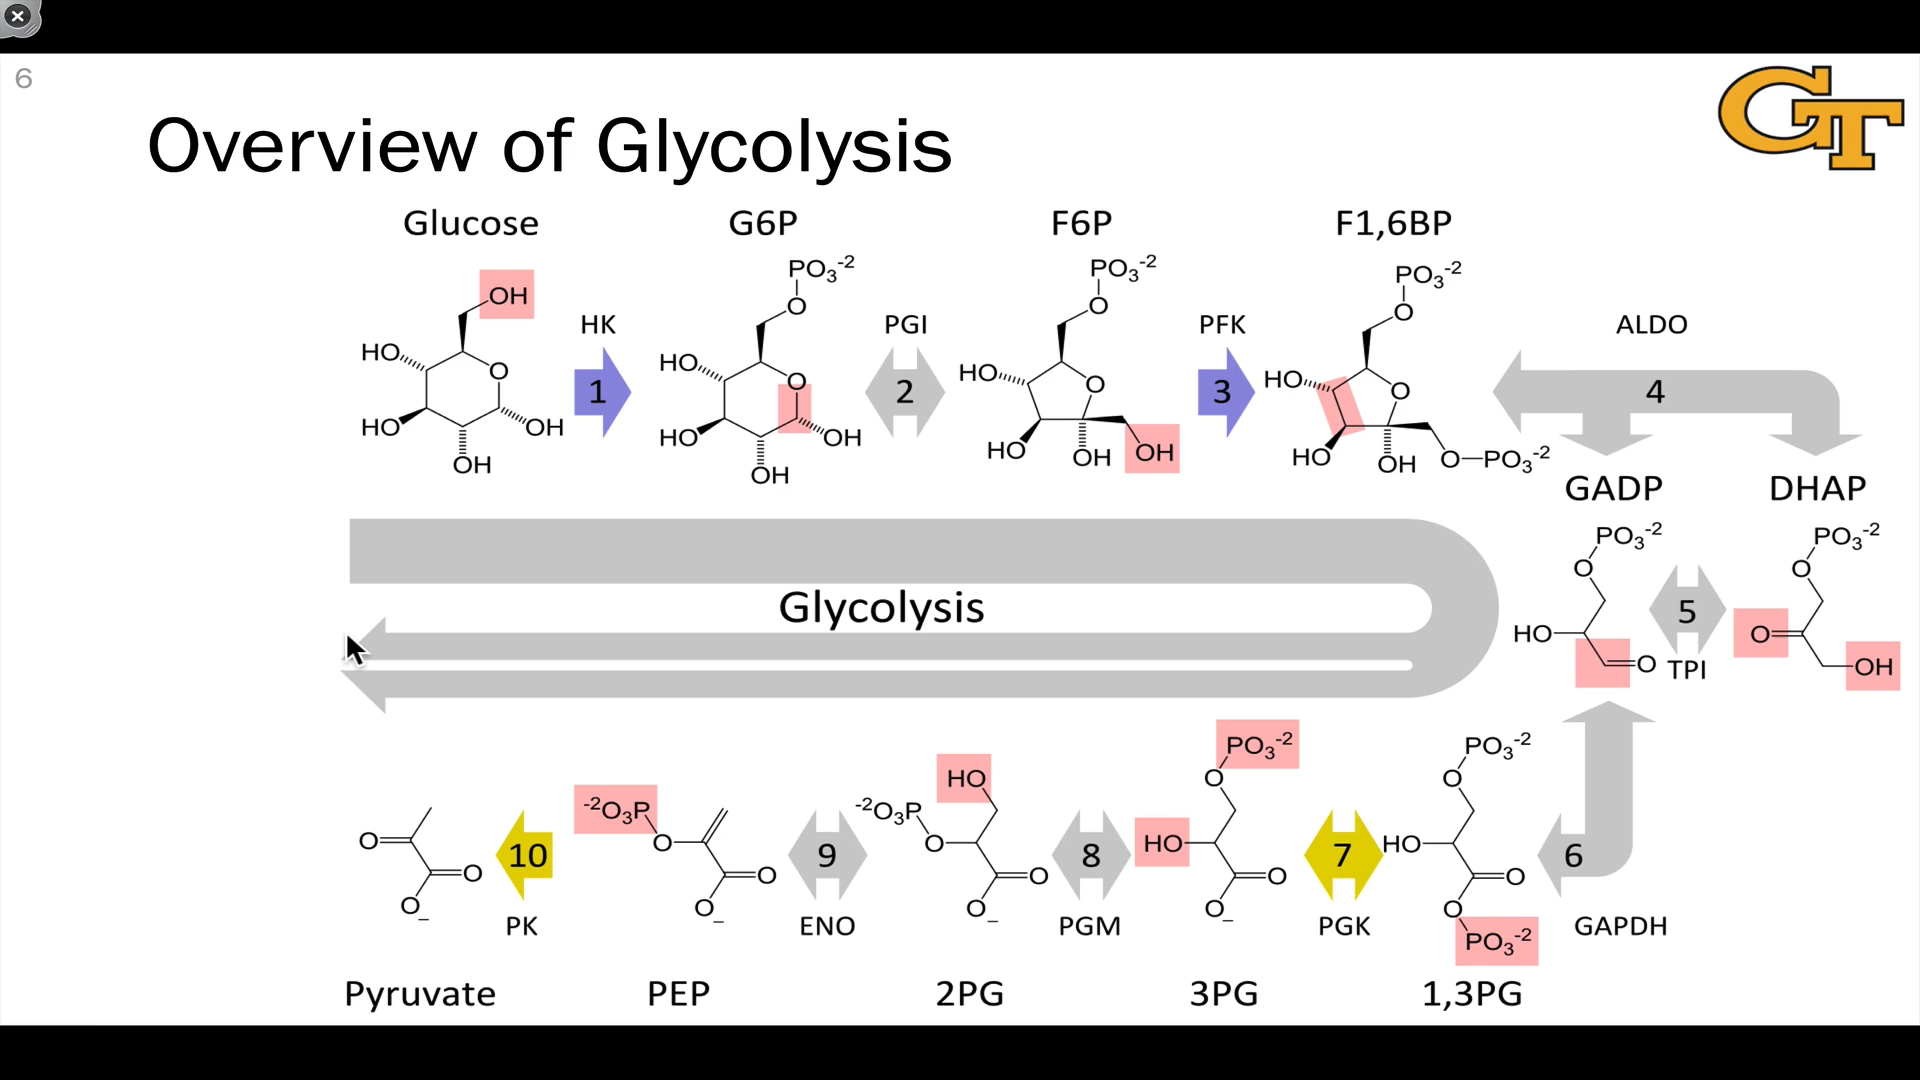 6
GT
Overview of Glycolysis
Glucose
G6P
F6P
F1,6BP
OH
HO
O
HO
OH
OH
HK
1
PO₃⁻²
O
HO
O
HO
OH
OH
PGI
2
PO₃⁻²
O
HO
O
HO
OH
OH
PFK
3
PO₃⁻²
O
HO
O
HO
OH
O—PO₃⁻²
ALDO
4
GADP
DHAP
PO₃⁻²
O
HO
O
5
TPI
PO₃⁻²
O
O
OH
Glycolysis
O
O
O⁻
10
PK
⁻²O₃P
O
O
O⁻
9
ENO
HO
⁻²O₃P
O
O
O⁻
8
PGM
PO₃⁻²
O
HO
O
O⁻
7
PGK
PO₃⁻²
O
HO
O
O
PO₃⁻²
6
GAPDH
Pyruvate
PEP
2PG
3PG
1,3PG